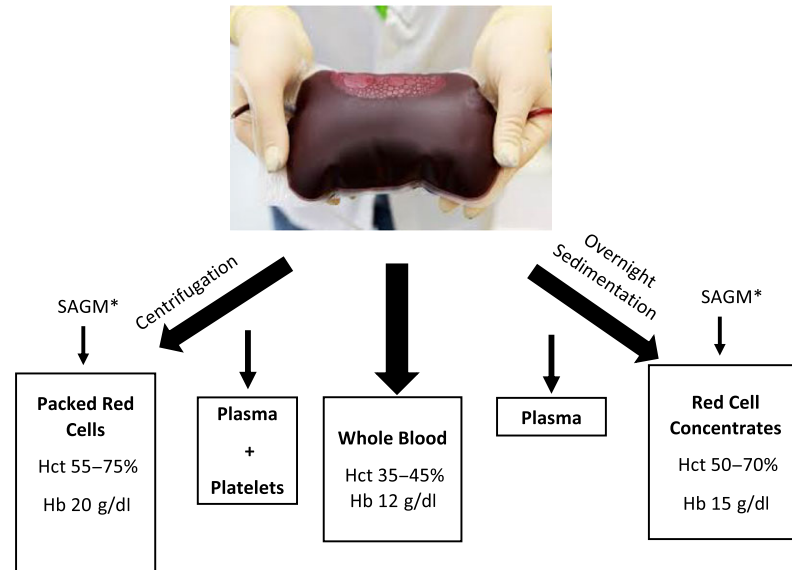 Centrifugation
Overnight
Sedimentation
SAGM*
SAGM*
Packed Red
Cells
Hct 55–75%
Hb 20 g/dl
Plasma
+
Platelets
Whole Blood
Hct 35–45%
Hb 12 g/dl
Plasma
Red Cell
Concentrates
Hct 50–70%
Hb 15 g/dl